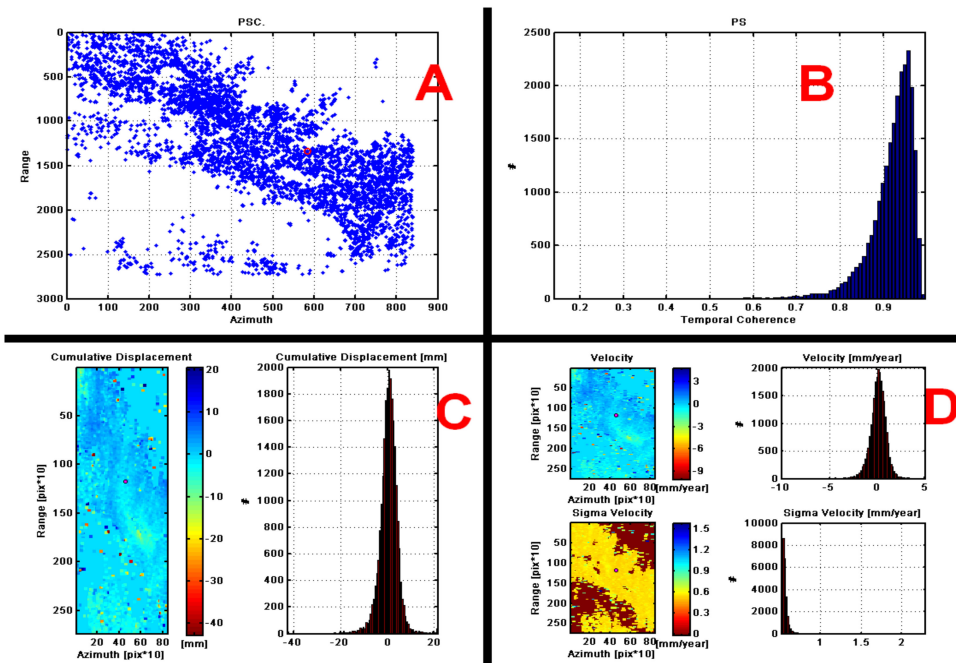 PSC.
0
500
1000
1500
2000
2500
3000
Range
0 100 200 300 400 500 600 700 800 900
Azimuth
A
PS
2500
2000
1500
1000
500
0
#
0.2 0.3 0.4 0.5 0.6 0.7 0.8 0.9
Temporal Coherence
B
Cumulative Displacement
50
100
150
200
250
Range [pix*10]
20 40 60 80
Azimuth [pix*10]
20
10
0
-10
-20
-30
-40
[mm]
Cumulative Displacement [mm]
2000
1800
1600
1400
1200
1000
800
600
400
200
0
#
-40 -20 0 20
C
Velocity
50
100
150
200
250
Range [pix*10]
20 40 60 80
Azimuth [pix*10]
3
0
-3
-6
-9
[mm/year]
Velocity [mm/year]
2000
1500
1000
500
0
#
-10 -5 0 5
D
Sigma Velocity
50
100
150
200
250
Range [pix*10]
20 40 60 80
Azimuth [pix*10]
1.5
1.2
0.9
0.6
0.3
0
[mm/year]
Sigma Velocity [mm/year]
10000
8000
6000
4000
2000
0
#
1 1.5 2